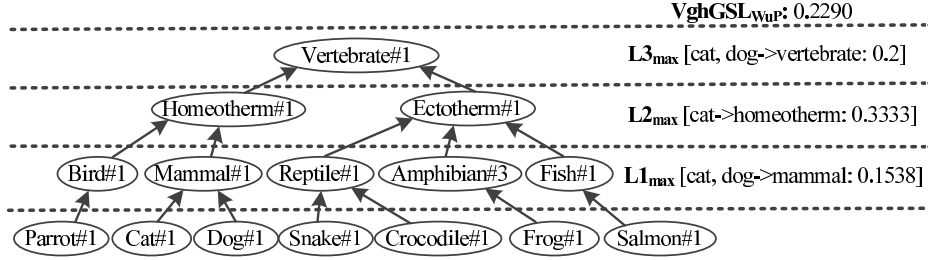 VghGSL_WuP: 0.2290
Vertebrate#1
L3max [cat, dog->vertebrate: 0.2]
Homeotherm#1 Ectotherm#1
L2max [cat->homeotherm: 0.3333]
Bird#1 Mammal#1 Reptile#1 Amphibian#3 Fish#1
L1max [cat, dog->mammal: 0.1538]
Parrot#1 Cat#1 Dog#1 Snake#1 Crocodile#1 Frog#1 Salmon#1